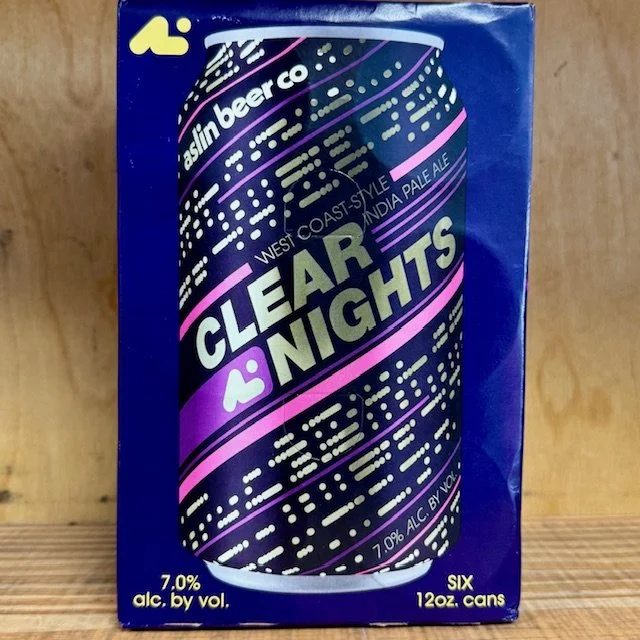 aslin beer co
WEST COAST-STYLE
INDIA PALE ALE
CLEAR
NIGHTS
7.0% ALC. BY VOL.
7.0%
alc. by vol.
SIX
12oz. cans